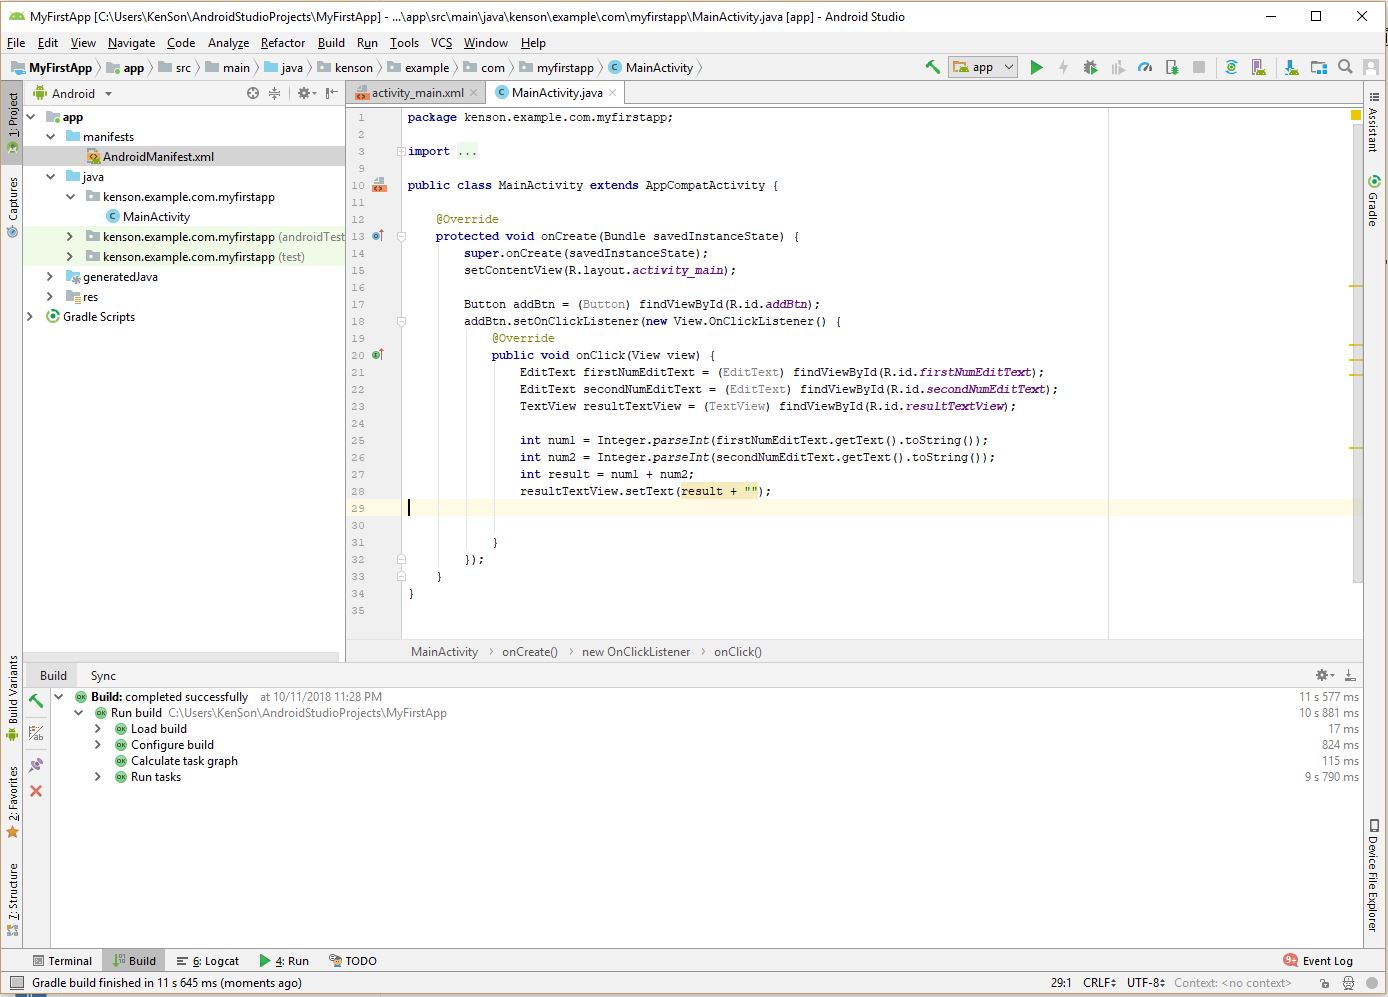 MyFirstApp [C:\Users\KenSon\AndroidStudioProjects\MyFirstApp] - ...\app\src\main\java\kenson\example\com\myfirstapp\MainActivity.java [app] - Android Studio
File Edit View Navigate Code Analyze Refactor Build Run Tools VCS Window Help
MyFirstApp app src main java kenson example com myfirstapp MainActivity app
1: Project
Captures
Build Variants
2: Favorites
7: Structure
Android
app
manifests
AndroidManifest.xml
java
kenson.example.com.myfirstapp
MainActivity
kenson.example.com.myfirstapp (androidTest
kenson.example.com.myfirstapp (test)
generatedJava
res
Gradle Scripts
activity_main.xml MainActivity.java
1 package kenson.example.com.myfirstapp;
2
3 import ...
9
10 public class MainActivity extends AppCompatActivity {
11
12 @Override
13 protected void onCreate(Bundle savedInstanceState) {
14 super.onCreate(savedInstanceState);
15 setContentView(R.layout.activity_main);
16
17 Button addBtn = (Button) findViewById(R.id.addBtn);
18 addBtn.setOnClickListener(new View.OnClickListener() {
19 @Override
20 public void onClick(View view) {
21 EditText firstNumEditText = (EditText) findViewById(R.id.firstNumEditText);
22 EditText secondNumEditText = (EditText) findViewById(R.id.secondNumEditText);
23 TextView resultTextView = (TextView) findViewById(R.id.resultTextView);
24
25 int num1 = Integer.parseInt(firstNumEditText.getText().toString());
26 int num2 = Integer.parseInt(secondNumEditText.getText().toString());
27 int result = num1 + num2;
28 resultTextView.setText(result + "");
29
30
31 }
32 });
33 }
34 }
35
MainActivity onCreate() new OnClickListener onClick()
Assistant
Gradle
Device File Explorer
Build Sync
Build: completed successfully at 10/11/2018 11:28 PM 11 s 577 ms
Run build C:\Users\KenSon\AndroidStudioProjects\MyFirstApp 10 s 881 ms
Load build 17 ms
Configure build 824 ms
Calculate task graph 115 ms
Run tasks 9 s 790 ms
Terminal Build 6: Logcat 4: Run TODO 9+ Event Log
Gradle build finished in 11 s 645 ms (moments ago) 29:1 CRLF UTF-8 Context: <no context>